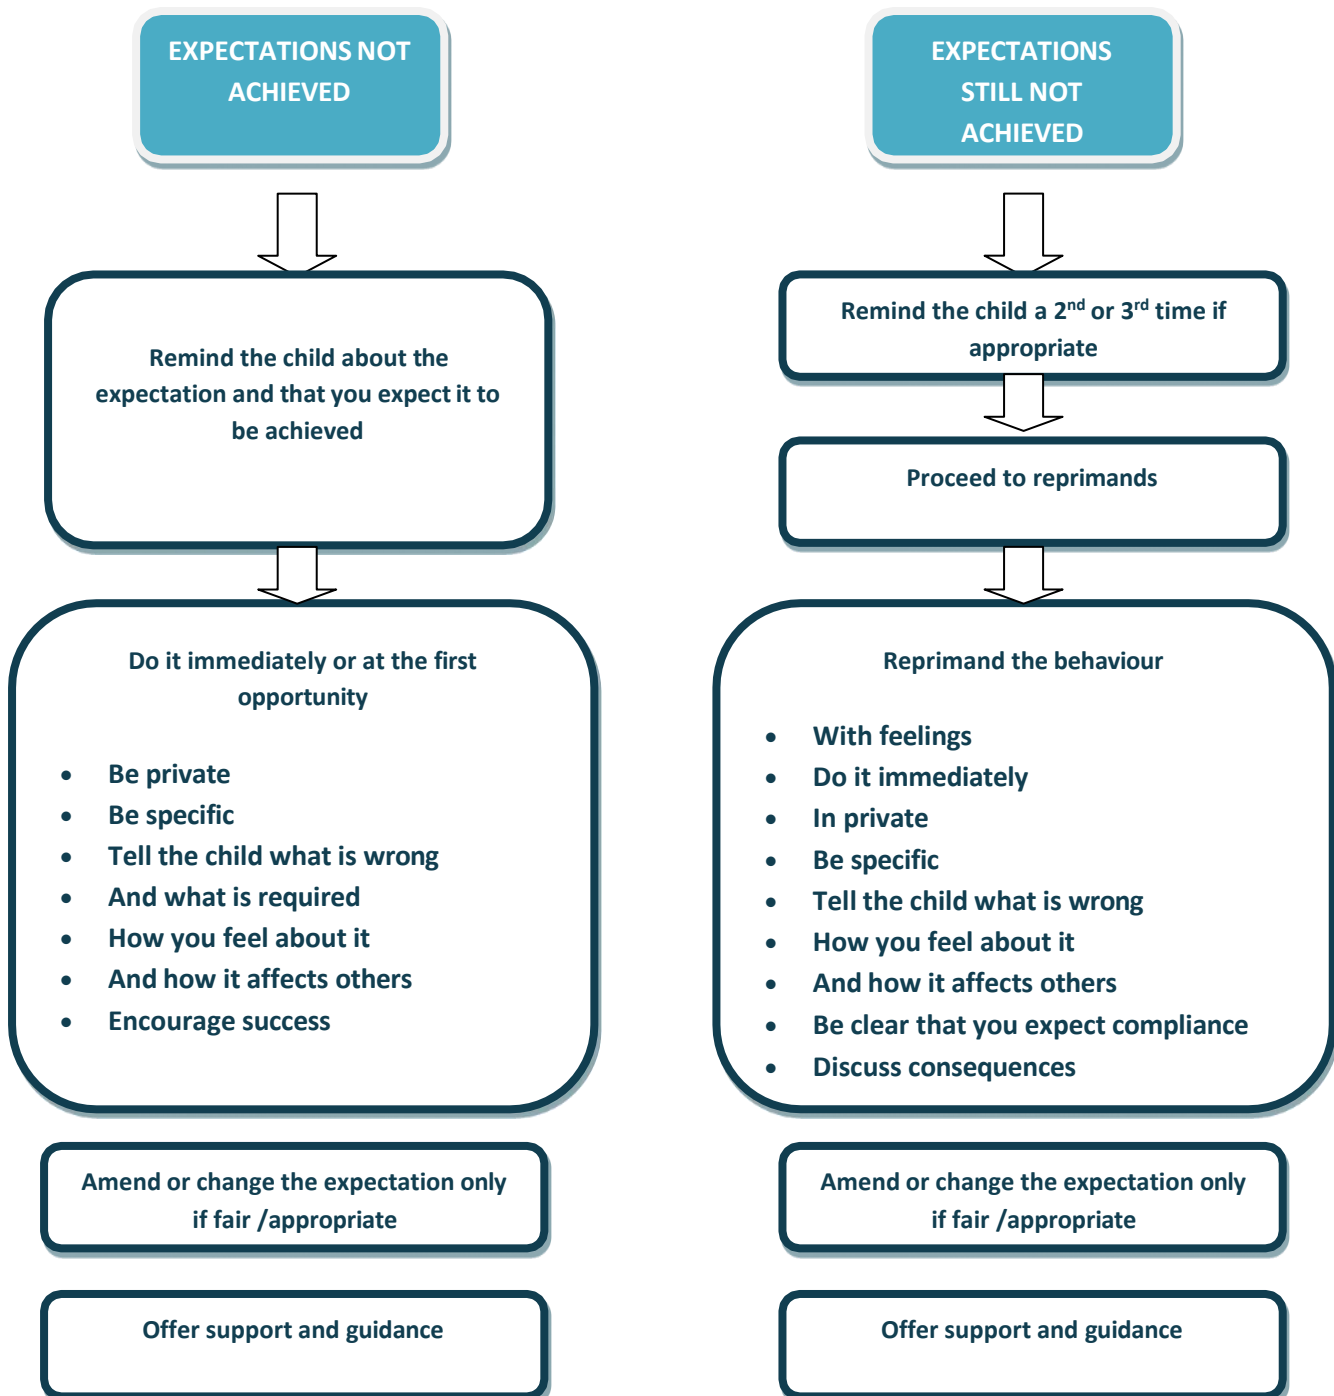 EXPECTATIONS NOT
ACHIEVED
Remind the child about the
expectation and that you expect it to
be achieved
Do it immediately or at the first
opportunity
• Be private
• Be specific
• Tell the child what is wrong
• And what is required
• How you feel about it
• And how it affects others
• Encourage success
Amend or change the expectation only
if fair /appropriate
Offer support and guidance
EXPECTATIONS
STILL NOT
ACHIEVED
Remind the child a 2nd or 3rd time if
appropriate
Proceed to reprimands
Reprimand the behaviour
• With feelings
• Do it immediately
• In private
• Be specific
• Tell the child what is wrong
• How you feel about it
• And how it affects others
• Be clear that you expect compliance
• Discuss consequences
Amend or change the expectation only
if fair /appropriate
Offer support and guidance